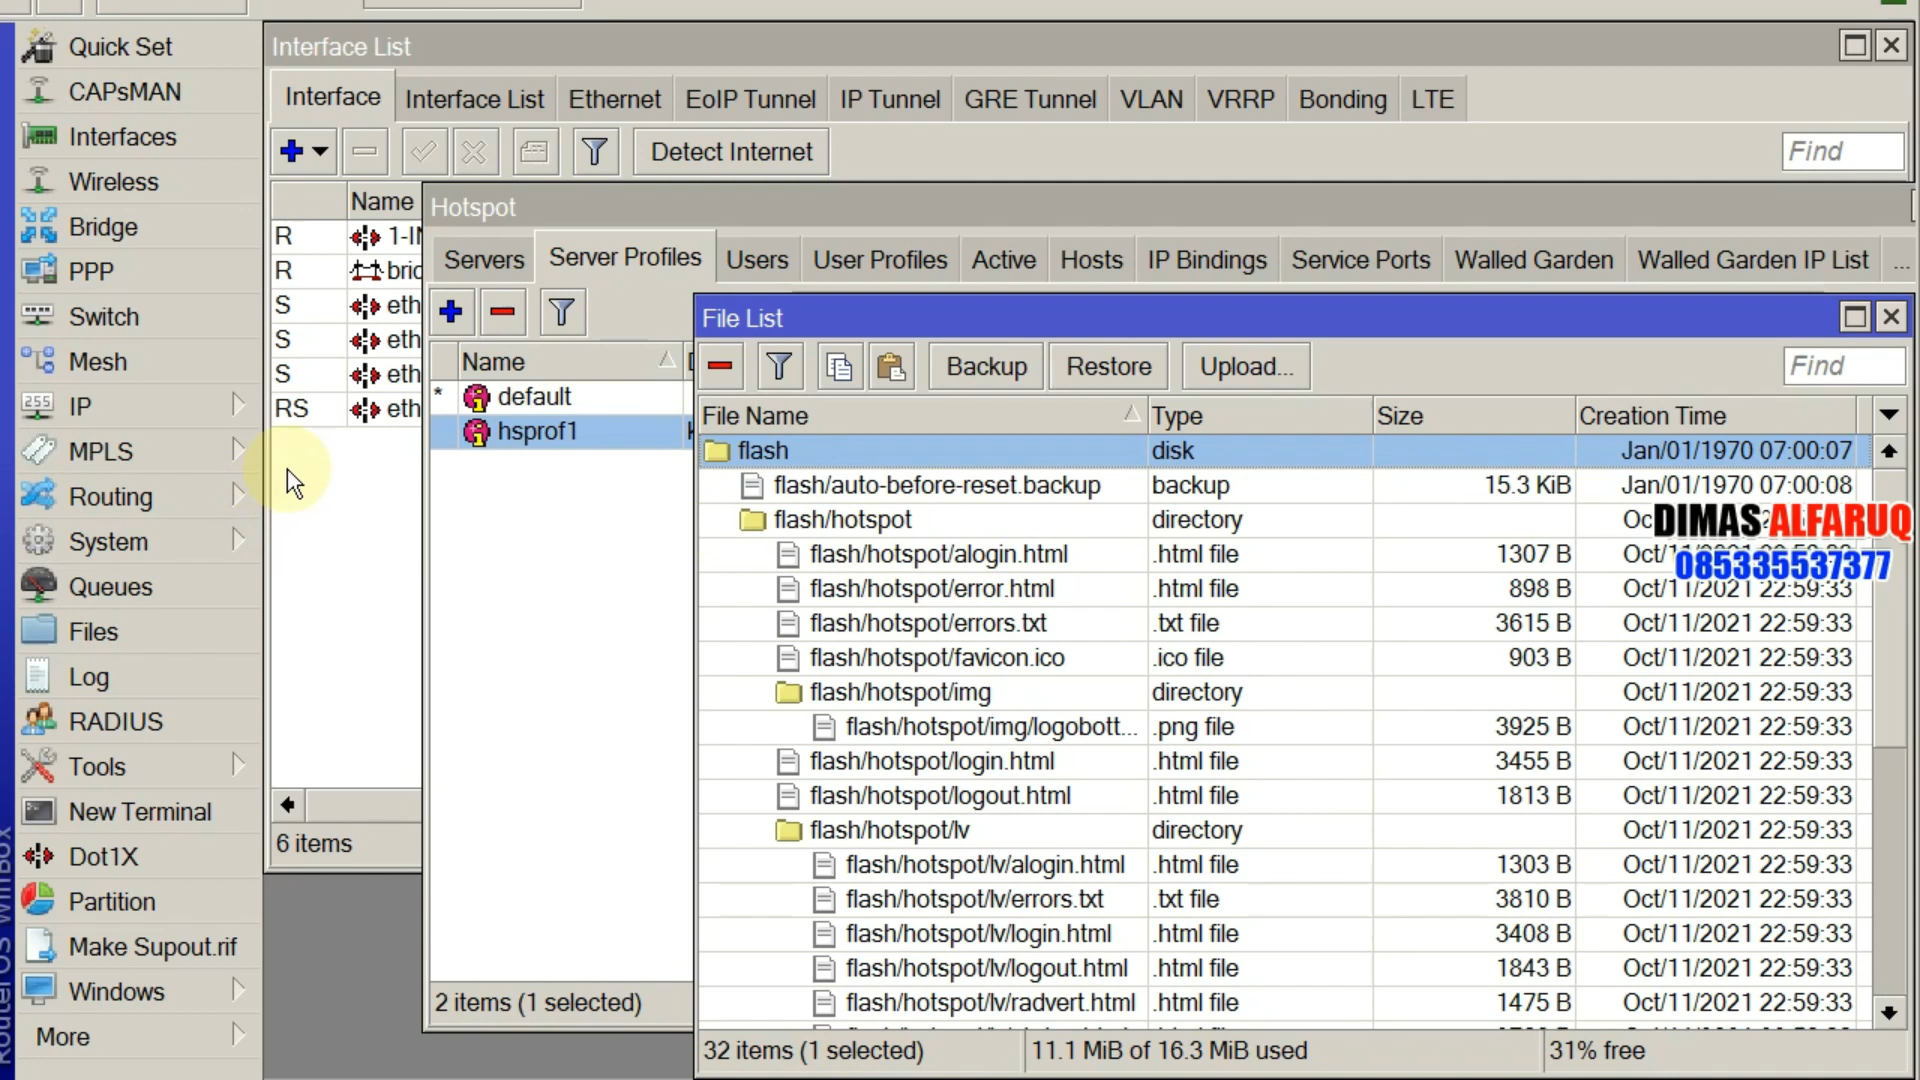 Quick Set
CAPsMAN
Interfaces
Wireless
Bridge
PPP
Switch
Mesh
IP
MPLS
Routing
System
Queues
Files
Log
RADIUS
Tools
New Terminal
Dot1X
Partition
Make Supout.rif
Windows
More
RouterOS WinBox
Interface List
Interface Interface List Ethernet EoIP Tunnel IP Tunnel GRE Tunnel VLAN VRRP Bonding LTE
Detect Internet Find
Name
R
R
S eth
S eth
S eth
RS eth
6 items
Hotspot
Servers Server Profiles Users User Profiles Active Hosts IP Bindings Service Ports Walled Garden Walled Garden IP List ...
Name
* default
hsprof1
2 items (1 selected)
File List
Backup Restore Upload... Find
File Name Type Size Creation Time
flash disk Jan/01/1970 07:00:07
flash/auto-before-reset.backup backup 15.3 KiB Jan/01/1970 07:00:08
flash/hotspot directory
flash/hotspot/alogin.html .html file 1307 B
flash/hotspot/error.html .html file 898 B Oct/11/2021 22:59:33
flash/hotspot/errors.txt .txt file 3615 B Oct/11/2021 22:59:33
flash/hotspot/favicon.ico .ico file 903 B Oct/11/2021 22:59:33
flash/hotspot/img directory Oct/11/2021 22:59:33
flash/hotspot/img/logobott... .png file 3925 B Oct/11/2021 22:59:33
flash/hotspot/login.html .html file 3455 B Oct/11/2021 22:59:33
flash/hotspot/logout.html .html file 1813 B Oct/11/2021 22:59:33
flash/hotspot/lv directory Oct/11/2021 22:59:33
flash/hotspot/lv/alogin.html .html file 1303 B Oct/11/2021 22:59:33
flash/hotspot/lv/errors.txt .txt file 3810 B Oct/11/2021 22:59:33
flash/hotspot/lv/login.html .html file 3408 B Oct/11/2021 22:59:33
flash/hotspot/lv/logout.html .html file 1843 B Oct/11/2021 22:59:33
flash/hotspot/lv/radvert.html .html file 1475 B Oct/11/2021 22:59:33
32 items (1 selected) 11.1 MiB of 16.3 MiB used 31% free
DIMAS ALFARUQ
085335537377